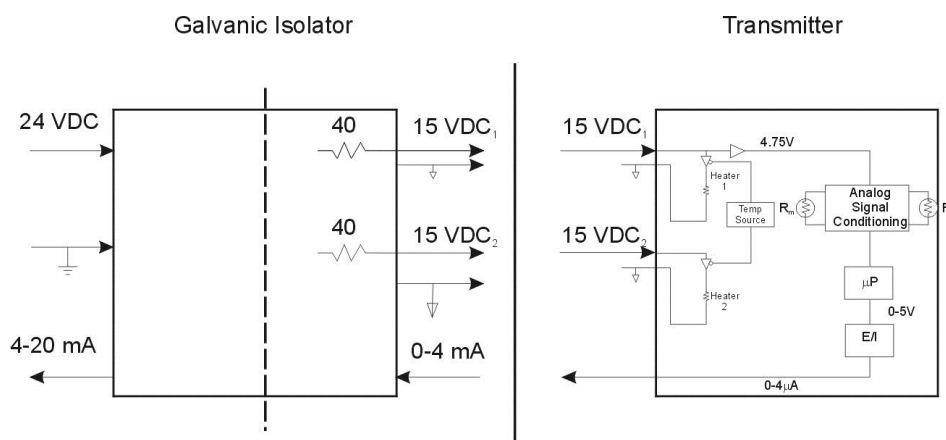 Galvanic Isolator
Transmitter
24 VDC
40
15 VDC₁
40
15 VDC₂
4-20 mA
0-4 mA
15 VDC₁
4.75V
Heater
1
Temp
Source
Rₘ
Analog
Signal
Conditioning
15 VDC₂
Heater
2
µP
0-5V
E/I
0-4µA